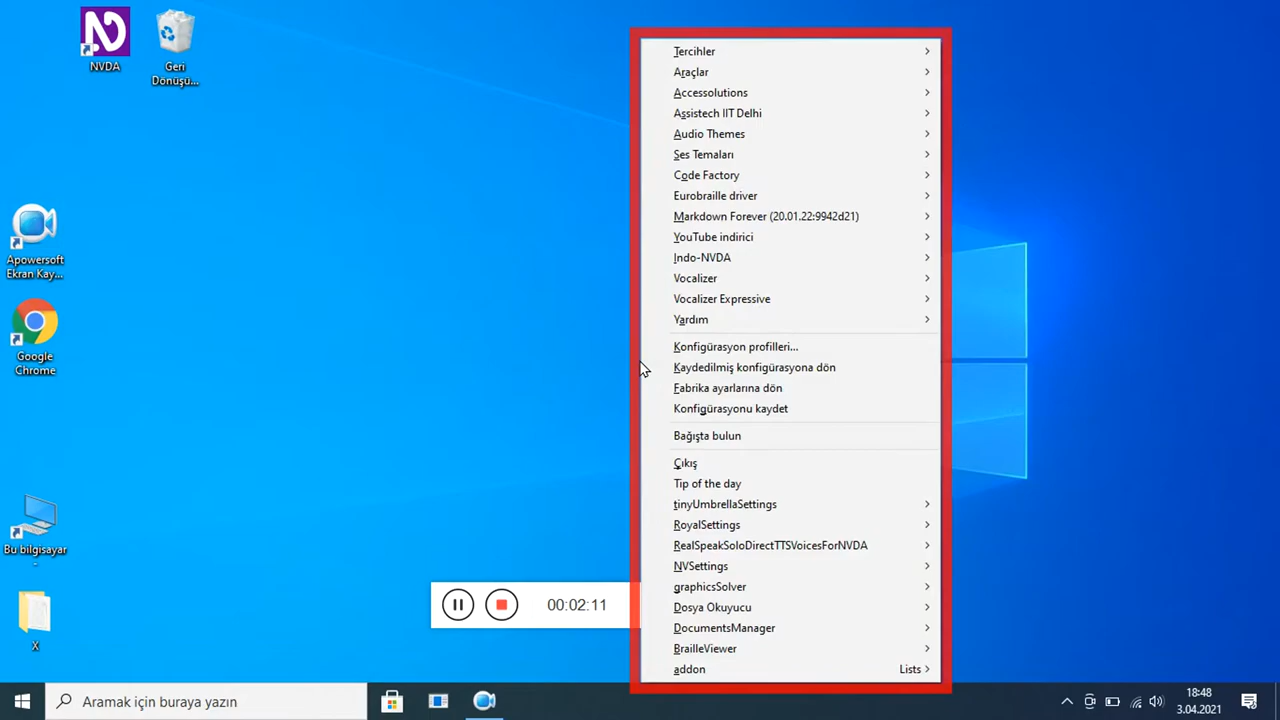 NVDA
Geri
Dönüşü...
Apowersoft
Ekran Kay...
Google
Chrome
Bu bilgisayar
X
Tercihler
Araçlar
Accessolutions
Assistech IIT Delhi
Audio Themes
Ses Temaları
Code Factory
Eurobraille driver
Markdown Forever (20.01.22:9942d21)
YouTube indirici
Indo-NVDA
Vocalizer
Vocalizer Expressive
Yardım
Konfigürasyon profilleri...
Kaydedilmiş konfigürasyona dön
Fabrika ayarlarına dön
Konfigürasyonu kaydet
Bağışta bulun
Çıkış
Tip of the day
tinyUmbrellaSettings
RoyalSettings
RealSpeakSoloDirectTTSVoicesForNVDA
NVSettings
graphicsSolver
Dosya Okuyucu
DocumentsManager
BrailleViewer
addon Lists
00:02:11
Aramak için buraya yazın
18:48
3.04.2021